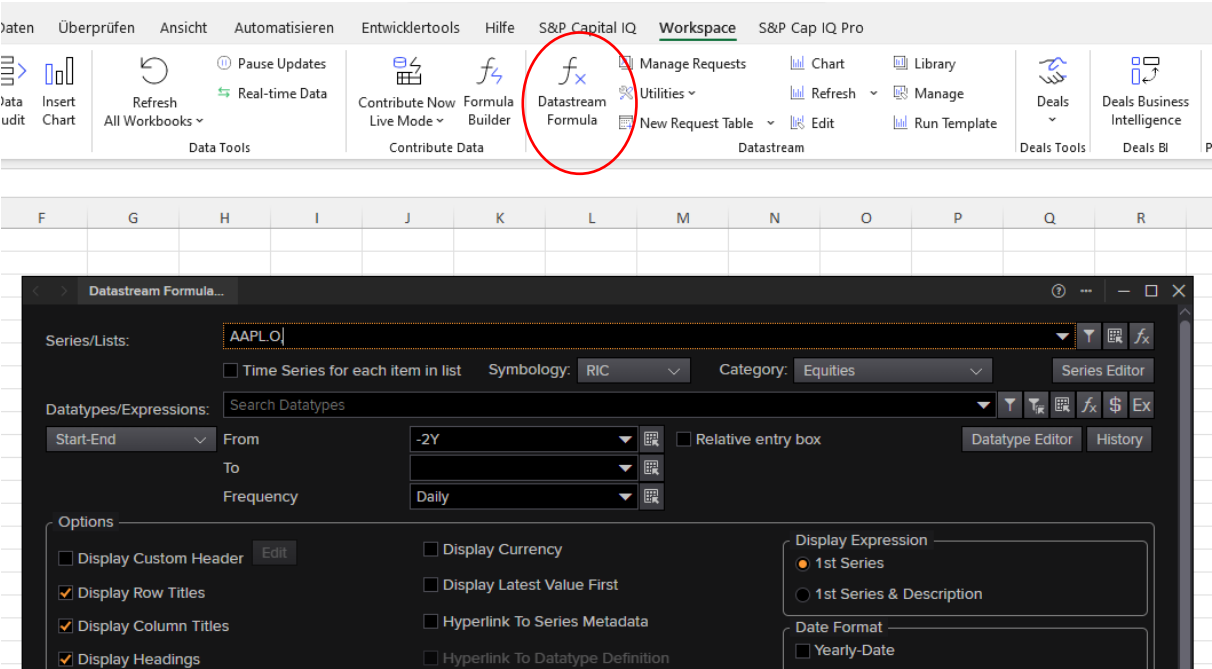 Daten Überprüfen Ansicht Automatisieren Entwicklertools Hilfe S&P Capital IQ Workspace S&P Cap IQ Pro
Pause Updates Manage Requests Chart Library
Real-time Data Utilities Refresh Manage
Data Insert Refresh Contribute Now Formula Datastream Deals Deals Business
Chart All Workbooks Live Mode Builder Formula New Request Table Edit Run Template Intelligence
Data Tools Contribute Data Datastream Deals Tools Deals BI
F G H I J K L M N O P Q R
Datastream Formula...
Series/Lists: AAPL.O,
Time Series for each item in list Symbology: RIC Category: Equities Series Editor
Datatypes/Expressions: Search Datatypes $ Ex
Start-End From -2Y Relative entry box Datatype Editor History
To
Frequency Daily
Options
Display Custom Header Edit Display Currency Display Expression
1st Series
Display Row Titles Display Latest Value First 1st Series & Description
Display Column Titles Hyperlink To Series Metadata Date Format
Display Headings Hyperlink To Datatype Definition Yearly-Date